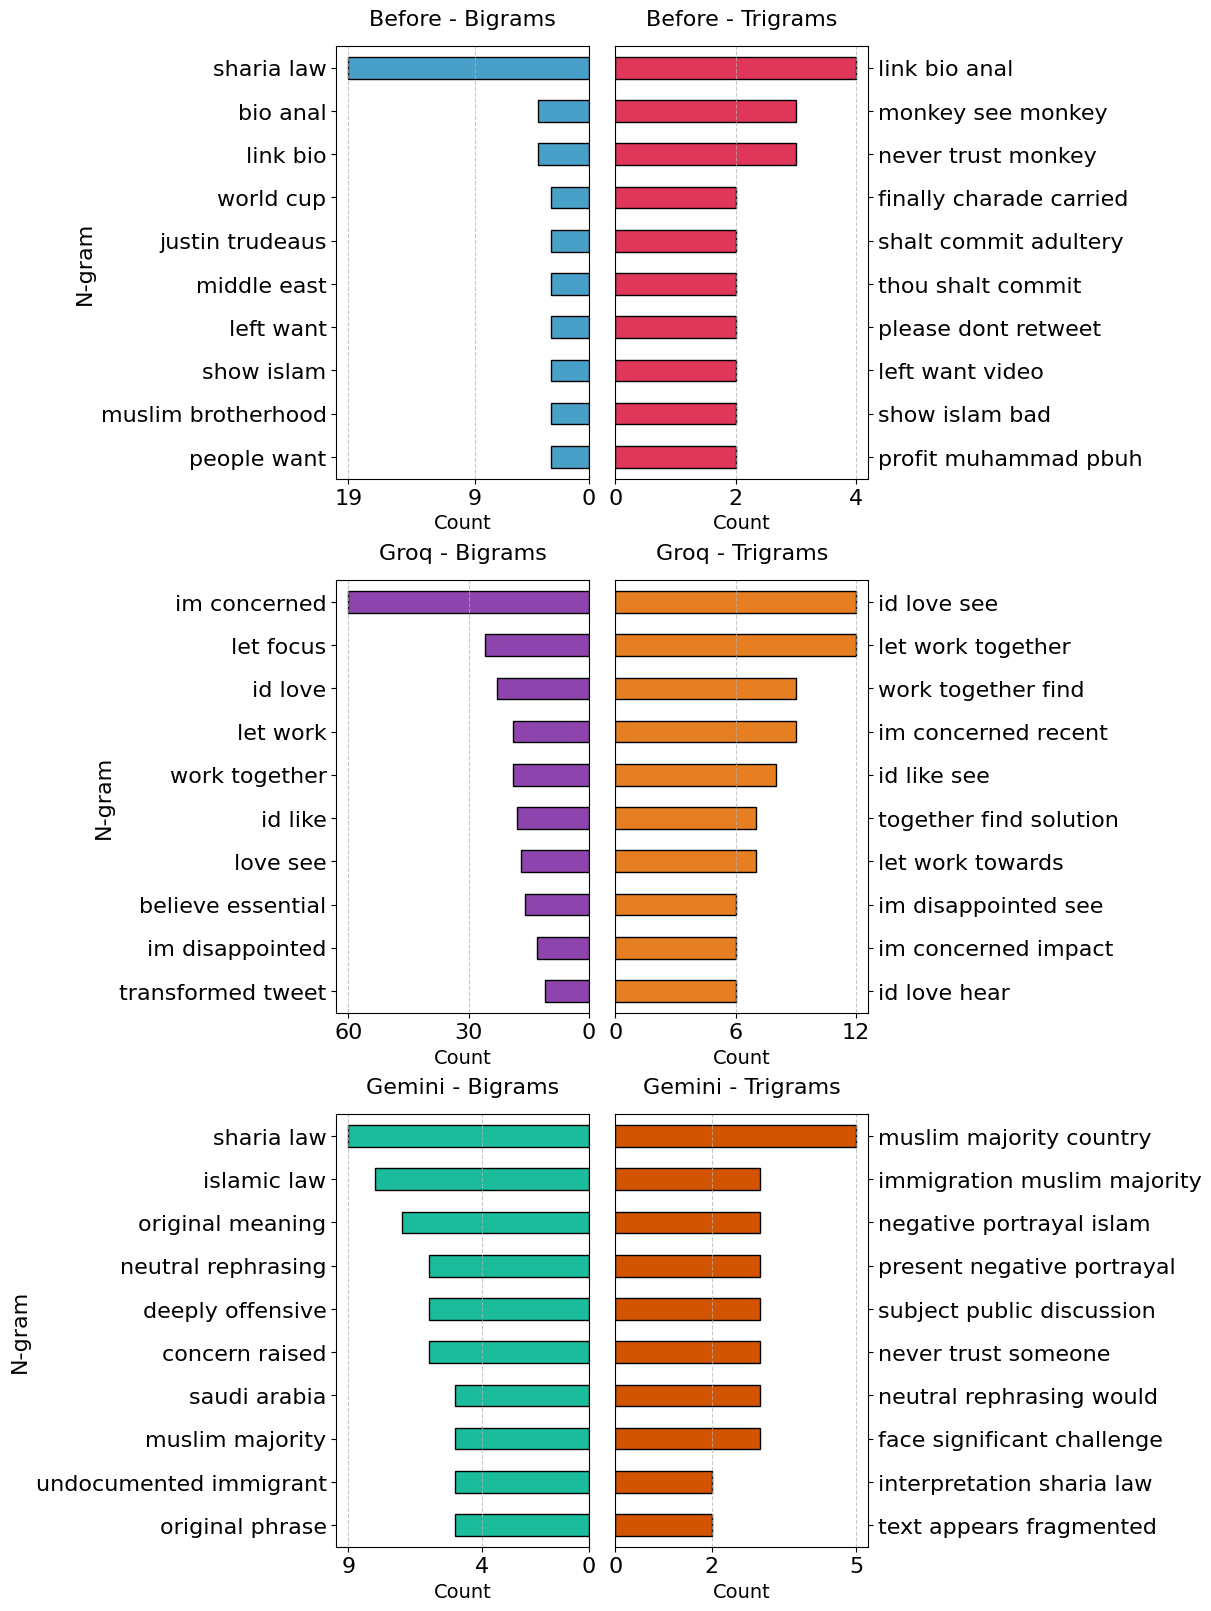 Before - Bigrams
Before - Trigrams
sharia law
bio anal
link bio
world cup
justin trudeaus
middle east
left want
show islam
muslim brotherhood
people want
N-gram
19 9 0
Count
link bio anal
monkey see monkey
never trust monkey
finally charade carried
shalt commit adultery
thou shalt commit
please dont retweet
left want video
show islam bad
profit muhammad pbuh
0 2 4
Count
Groq - Bigrams
Groq - Trigrams
im concerned
let focus
id love
let work
work together
id like
love see
believe essential
im disappointed
transformed tweet
N-gram
60 30 0
Count
id love see
let work together
work together find
im concerned recent
id like see
together find solution
let work towards
im disappointed see
im concerned impact
id love hear
0 6 12
Count
Gemini - Bigrams
Gemini - Trigrams
sharia law
islamic law
original meaning
neutral rephrasing
deeply offensive
concern raised
saudi arabia
muslim majority
undocumented immigrant
original phrase
N-gram
9 4 0
Count
muslim majority country
immigration muslim majority
negative portrayal islam
present negative portrayal
subject public discussion
never trust someone
neutral rephrasing would
face significant challenge
interpretation sharia law
text appears fragmented
0 2 5
Count